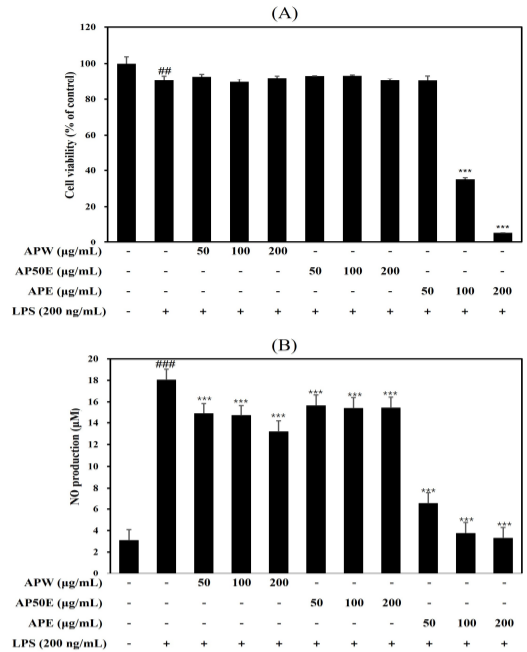 (A)
120
100
80
60
40
20
0
Cell viability (% of control)
##
***
***
APW (µg/mL) - - 50 100 200 - - - - - -
AP50E (µg/mL) - - - - - 50 100 200 - - -
APE (µg/mL) - - - - - - - - 50 100 200
LPS (200 ng/mL) - + + + + + + + + + +
(B)
20
18
16
14
12
10
8
6
4
2
0
NO production (µM)
###
***
***
***
***
***
***
***
***
***
APW (µg/mL) - - 50 100 200 - - - - - -
AP50E (µg/mL) - - - - - 50 100 200 - - -
APE (µg/mL) - - - - - - - - 50 100 200
LPS (200 ng/mL) - + + + + + + + + + +